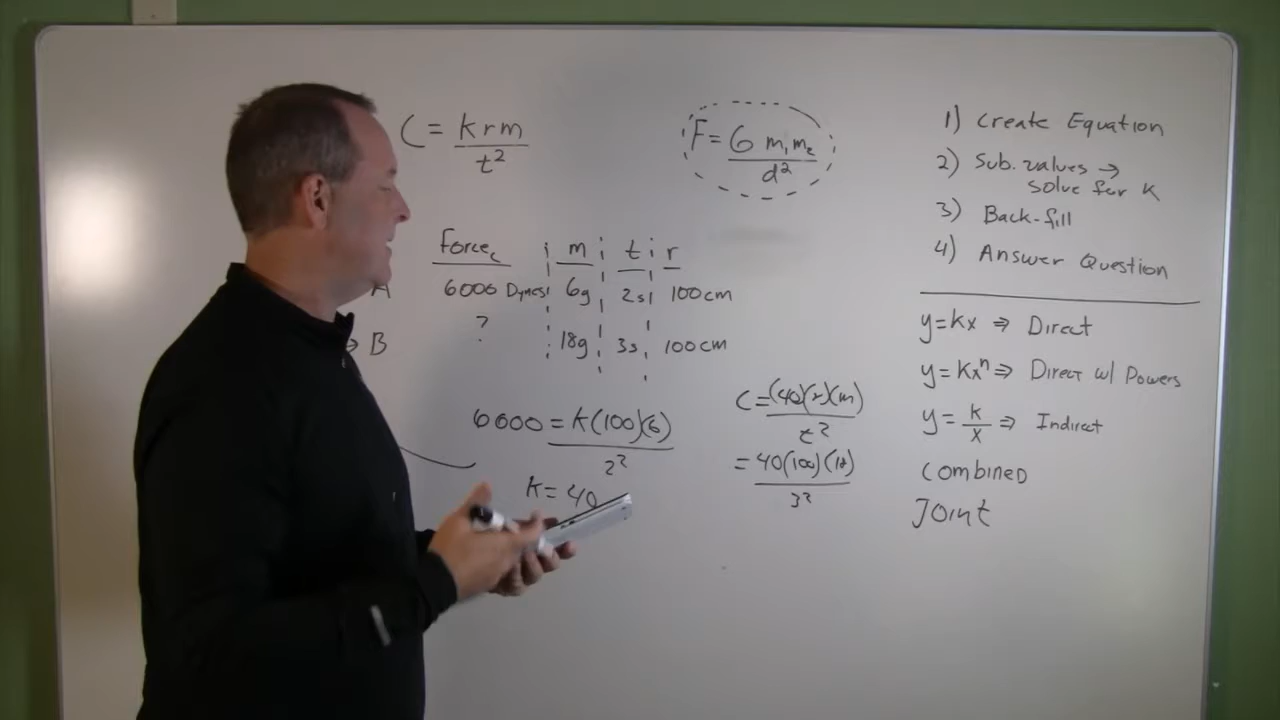 C = krm / t²
F = G m₁m₂ / d²
1) Create Equation
2) Sub. values →
solve for K
3) Back-fill
4) Answer Question
Force c m t r
A 6000 Dynes 6g 2s 100cm
? 
→ B 18g 3s 100cm
6000 = K(100)(6) / 2²
K = 40
C = (40)(r)(m) / t²
= 40(100)(18) / 3²
y=kx ⇒ Direct
y=kxⁿ ⇒ Direct w/ Powers
y= k/x ⇒ Indirect
Combined
Joint